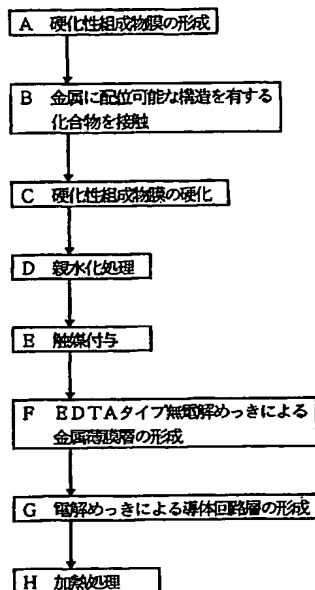 A 硬化性組成物膜の形成
B 金属に配位可能な構造を有する
化合物を接触
C 硬化性組成物膜の硬化
D 親水化処理
E 触媒付与
F EDTAタイプ無電解めっきによる
金属薄膜層の形成
G 電解めっきによる導体回路層の形成
H 加熱処理